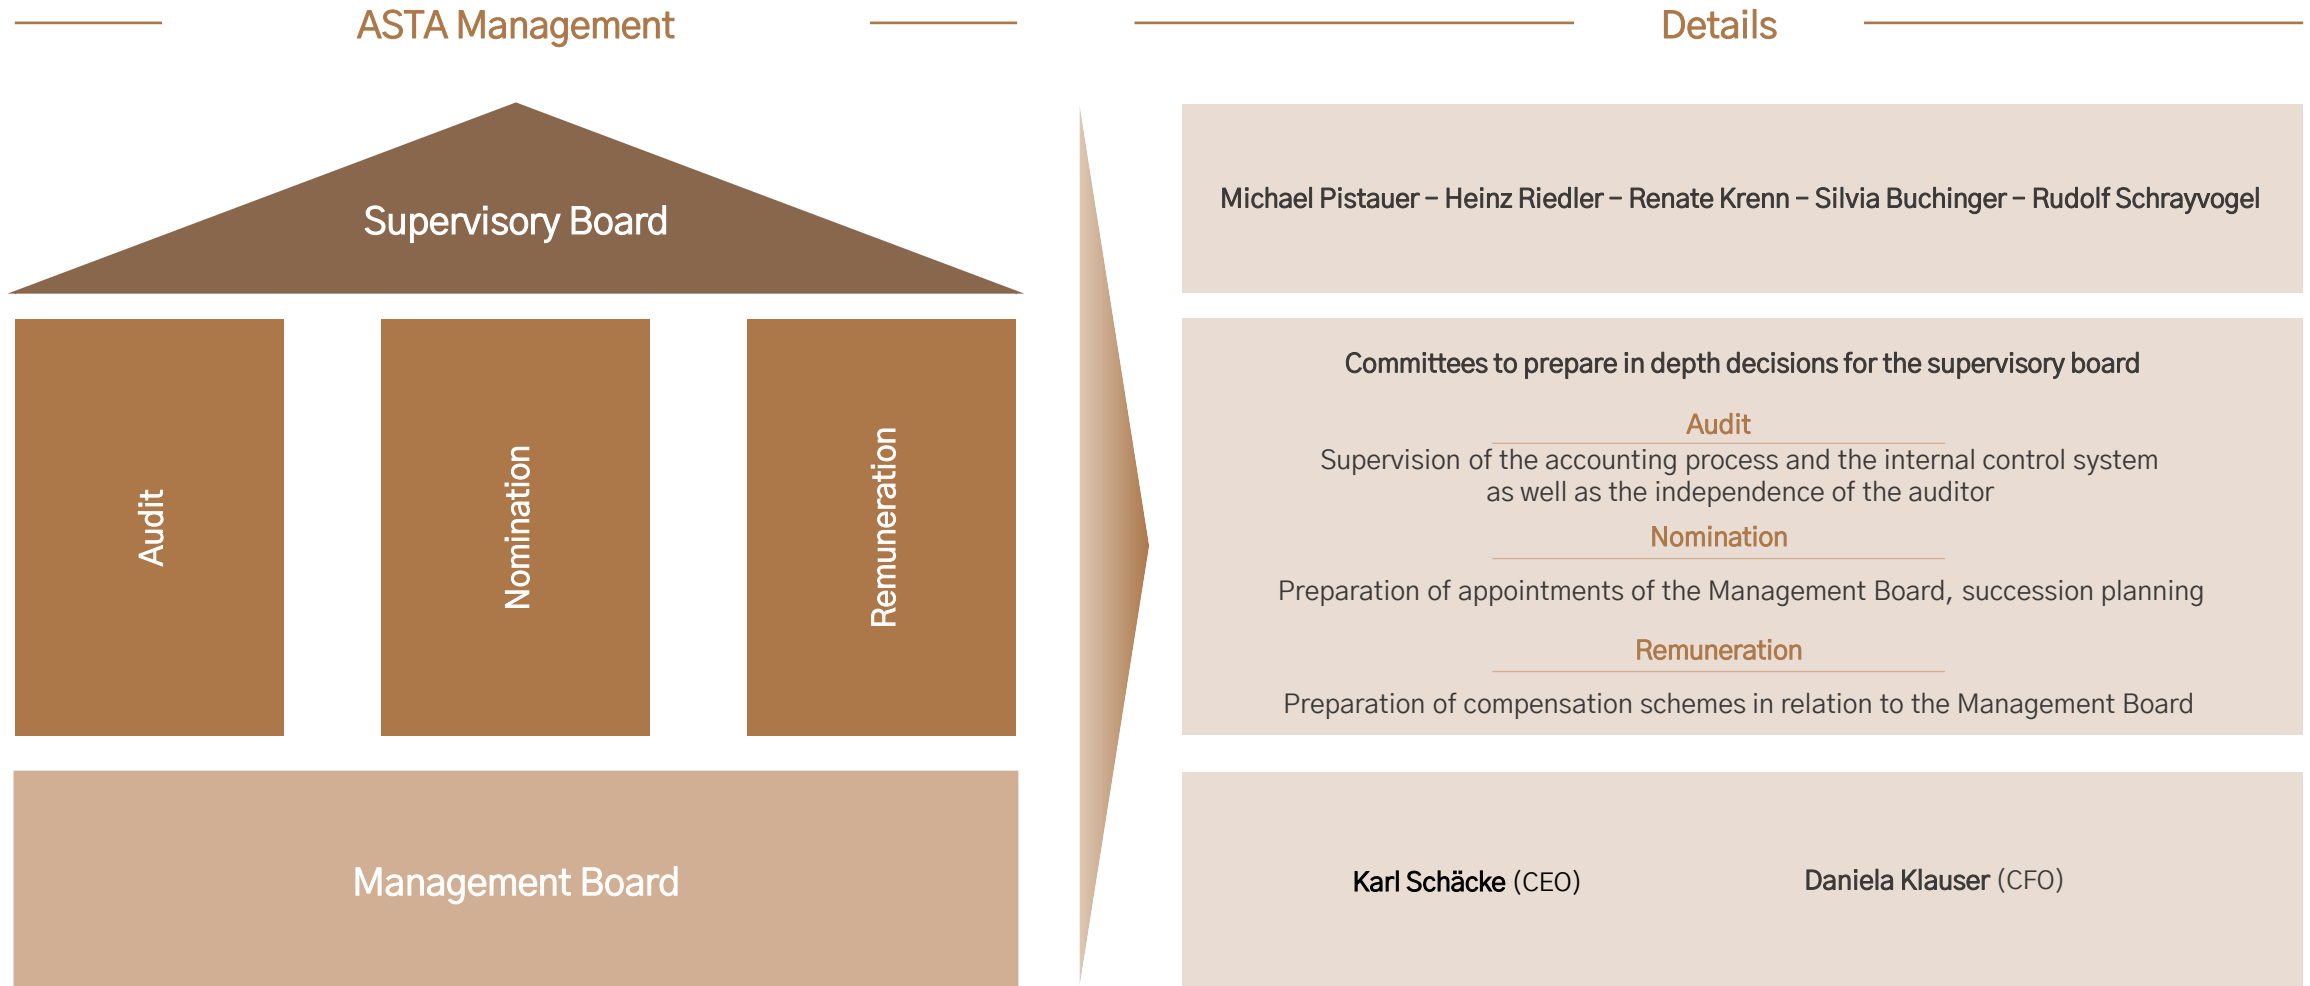 ASTA Management
Details
Supervisory Board
Michael Pistauer – Heinz Riedler – Renate Krenn – Silvia Buchinger – Rudolf Schrayvogel
Audit
Nomination
Remuneration
Committees to prepare in depth decisions for the supervisory board
Audit
Supervision of the accounting process and the internal control system
as well as the independence of the auditor
Nomination
Preparation of appointments of the Management Board, succession planning
Remuneration
Preparation of compensation schemes in relation to the Management Board
Management Board
Karl Schäcke (CEO)
Daniela Klauser (CFO)